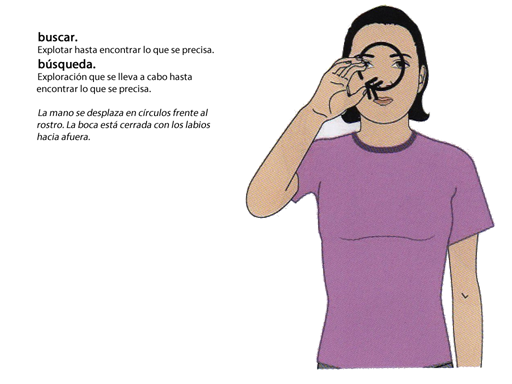 buscar.
Explotar hasta encontrar lo que se precisa.
búsqueda.
Exploración que se lleva a cabo hasta
encontrar lo que se precisa.
La mano se desplaza en círculos frente al
rostro. La boca está cerrada con los labios
hacia afuera.